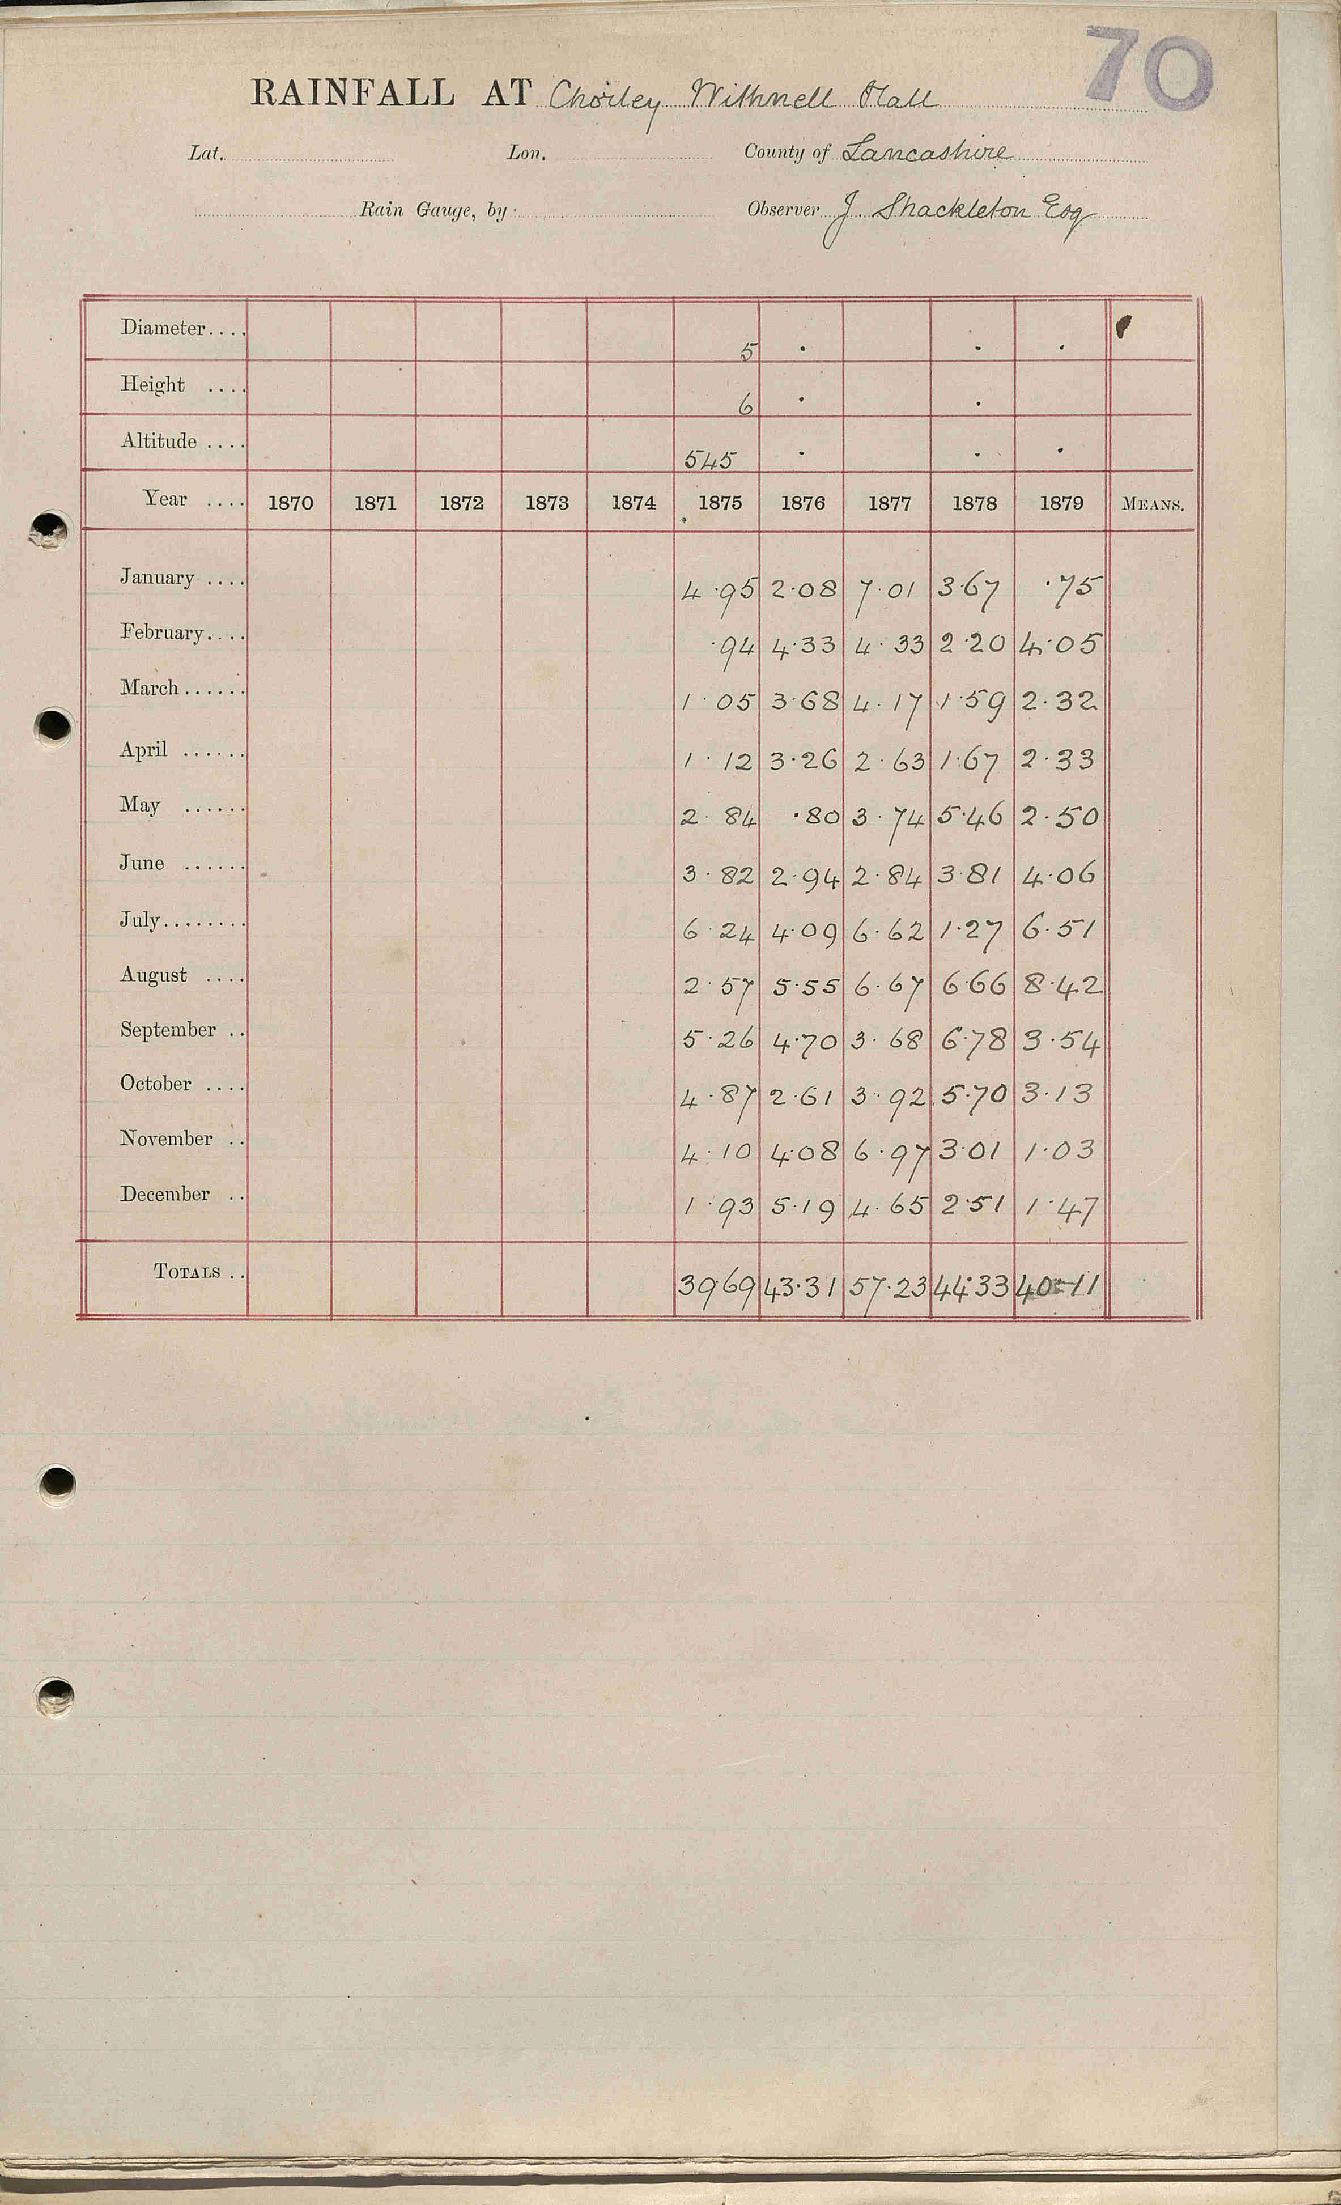 70
RAINFALL AT Chorley Withnell Hall
Lat. Lon. County of Lancashire
Rain Gauge, by Observer J. Shackleton Esq
Diameter.... 5 · · ·
Height .... 6 · ·
Altitude .... 545 · · ·
Year .... 1870 1871 1872 1873 1874 1875 1876 1877 1878 1879 MEANS.
January .... 4·95 2·08 7·01 3·67 ·75
February.... ·94 4·33 4·33 2·20 4·05
March...... 1·05 3·68 4·17 1·59 2·32
April ...... 1·12 3·26 2·63 1·67 2·33
May ...... 2·84 ·80 3·74 5·46 2·50
June ...... 3·82 2·94 2·84 3·81 4·06
July........ 6·24 4·09 6·62 1·27 6·51
August .... 2·57 5·55 6·67 6·66 8·42
September .. 5·26 4·70 3·68 6·78 3·54
October .... 4·87 2·61 3·92 5·70 3·13
November .. 4·10 4·08 6·97 3·01 1·03
December .. 1·93 5·19 4·65 2·51 1·47
TOTALS .. 39·69 43·31 57·23 44·33 40·11